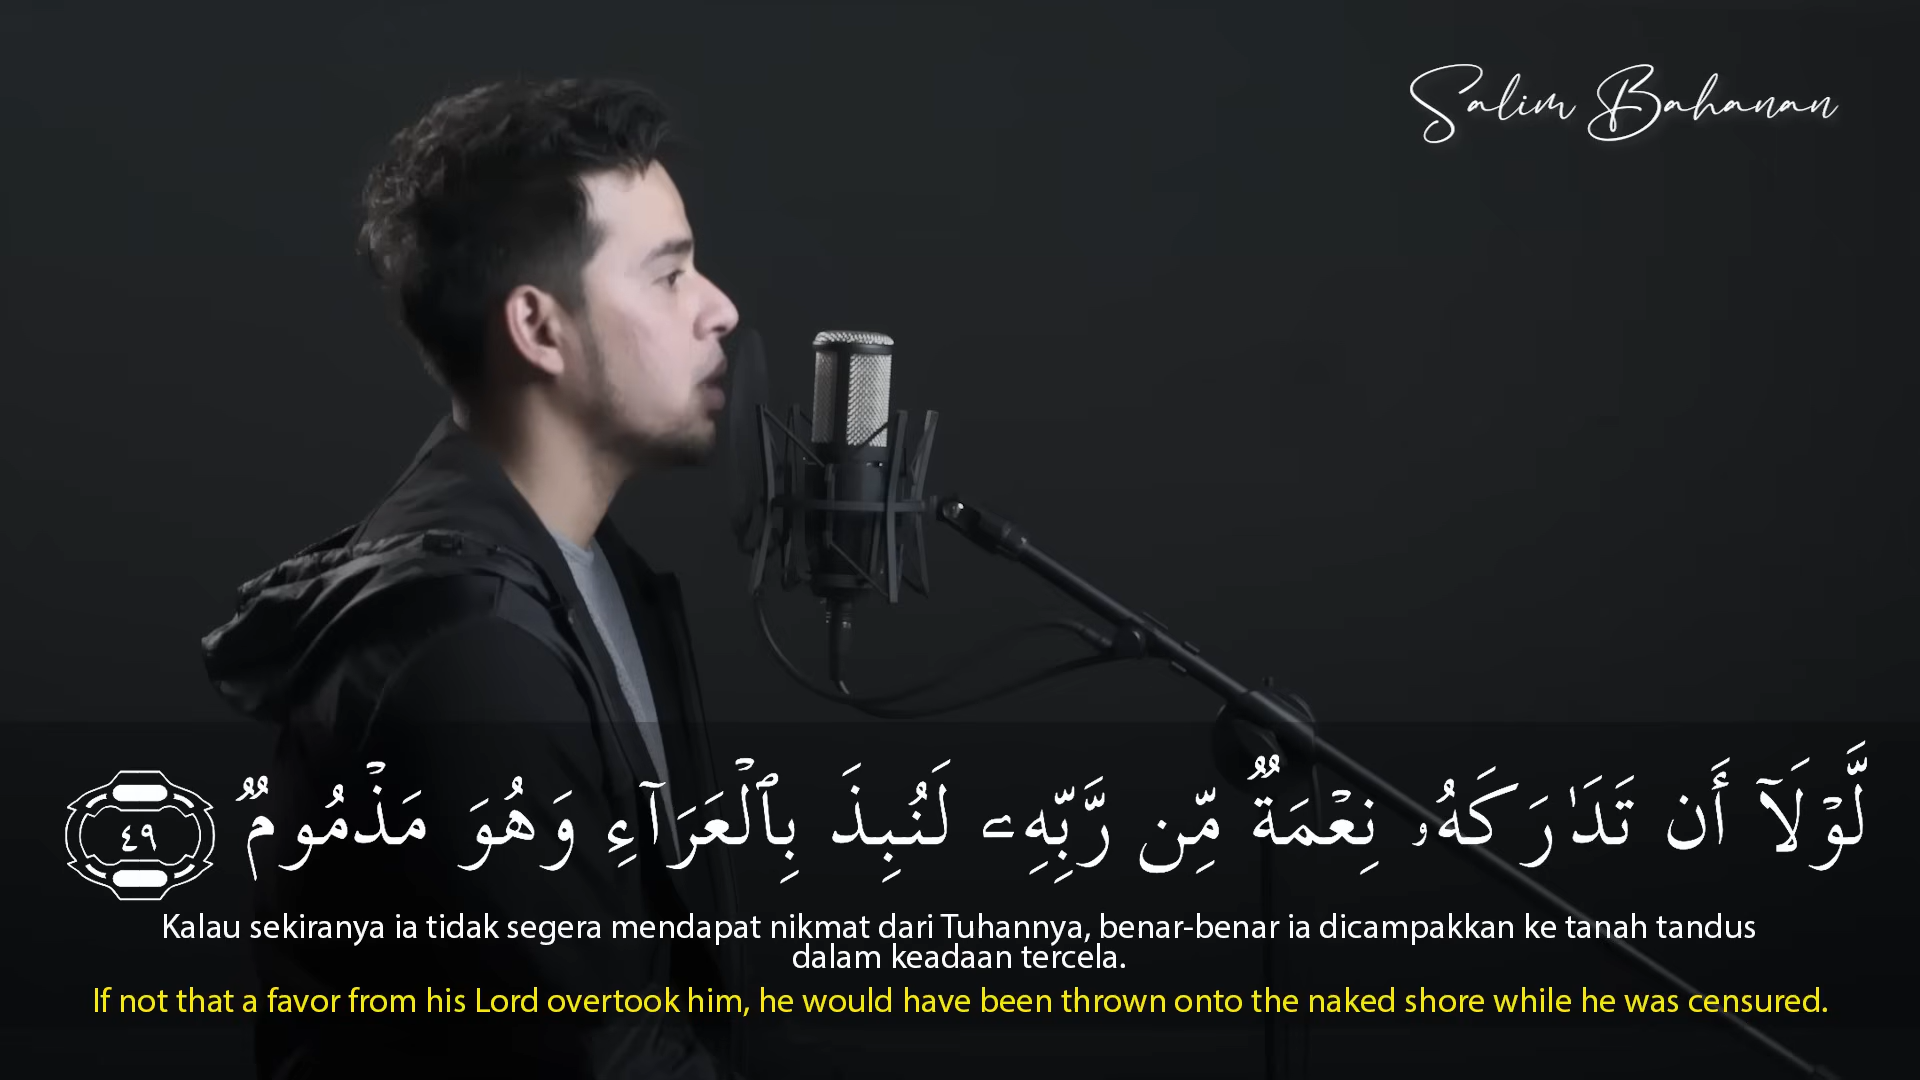 Salim Bahanan
لَّوۡلَآ أَن تَدَٰرَكَهُۥ نِعۡمَةٌ مِّن رَّبِّهِۦ لَنُبِذَ بِٱلۡعَرَآءِ وَهُوَ مَذۡمُومٌ ٤٩
Kalau sekiranya ia tidak segera mendapat nikmat dari Tuhannya, benar-benar ia dicampakkan ke tanah tandus
dalam keadaan tercela.
If not that a favor from his Lord overtook him, he would have been thrown onto the naked shore while he was censured.